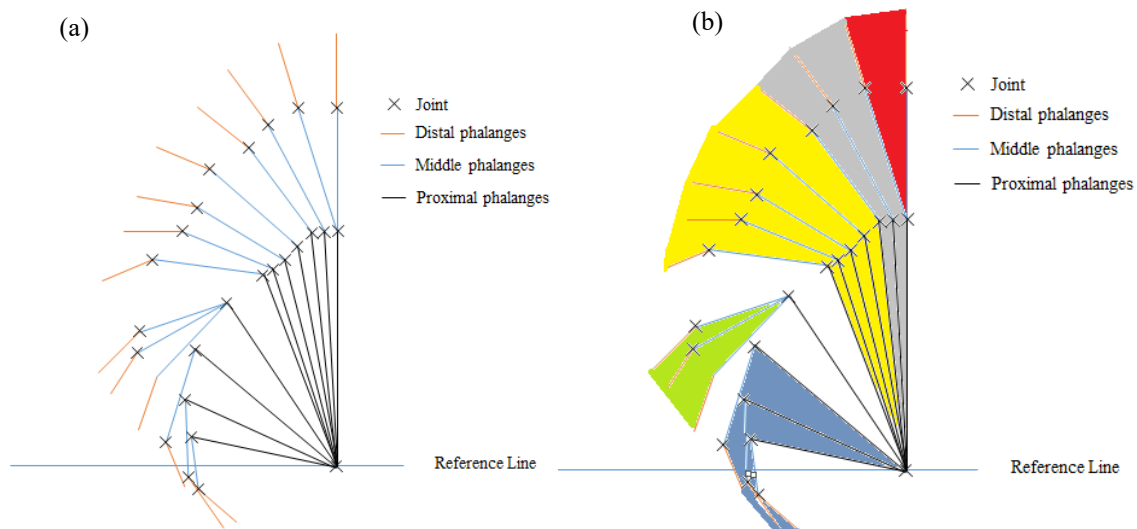 (a)
Joint
Distal phalanges
Middle phalanges
Proximal phalanges
Reference Line
(b)
Joint
Distal phalanges
Middle phalanges
Proximal phalanges
Reference Line